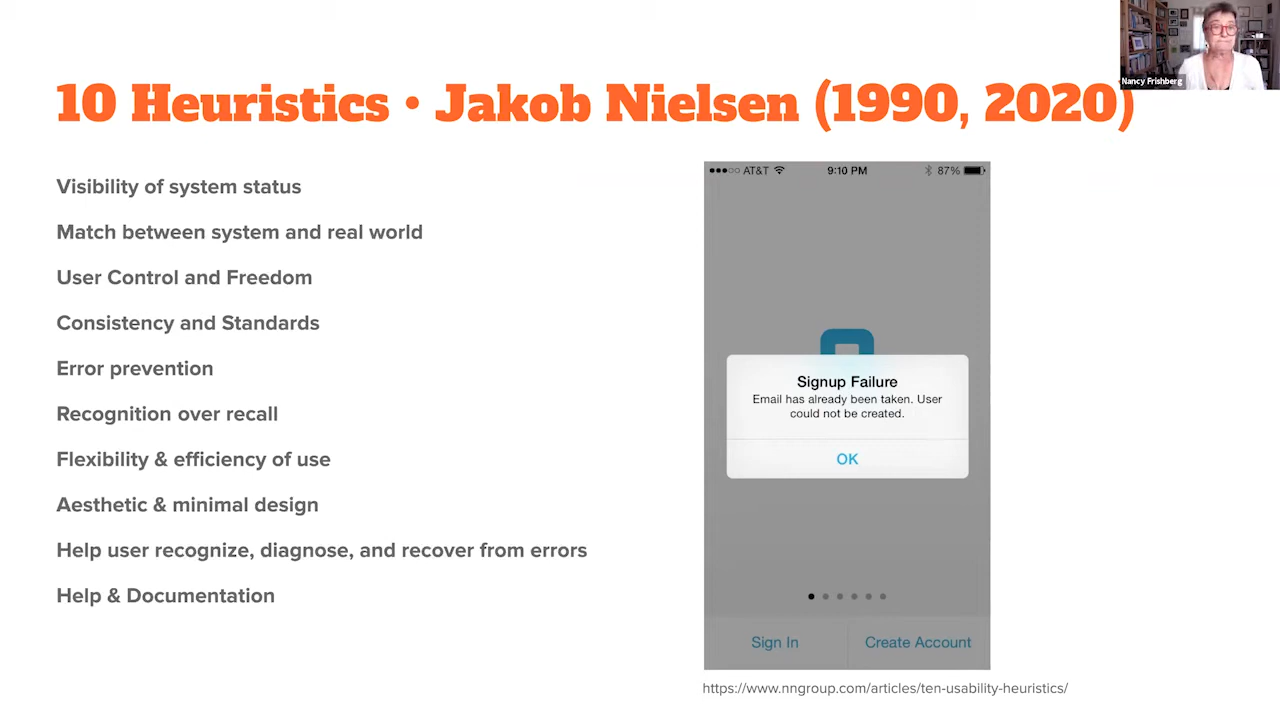 Nancy Frishberg
10 Heuristics • Jakob Nielsen (1990, 2020)
Visibility of system status
Match between system and real world
User Control and Freedom
Consistency and Standards
Error prevention
Recognition over recall
Flexibility & efficiency of use
Aesthetic & minimal design
Help user recognize, diagnose, and recover from errors
Help & Documentation
AT&T 9:10 PM 87%
Signup Failure
Email has already been taken. User
could not be created.
OK
Sign In Create Account
https://www.nngroup.com/articles/ten-usability-heuristics/